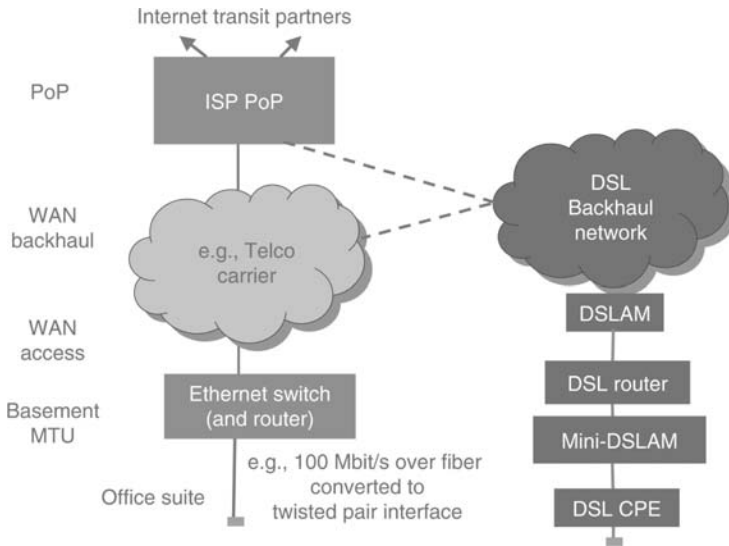 Internet transit partners
PoP
ISP PoP
WAN
backhaul
e.g., Telco
carrier
DSL
Backhaul
network
WAN
access
DSLAM
Basement
MTU
Ethernet switch
(and router)
DSL router
Mini-DSLAM
Office suite
e.g., 100 Mbit/s over fiber
converted to
twisted pair interface
DSL CPE